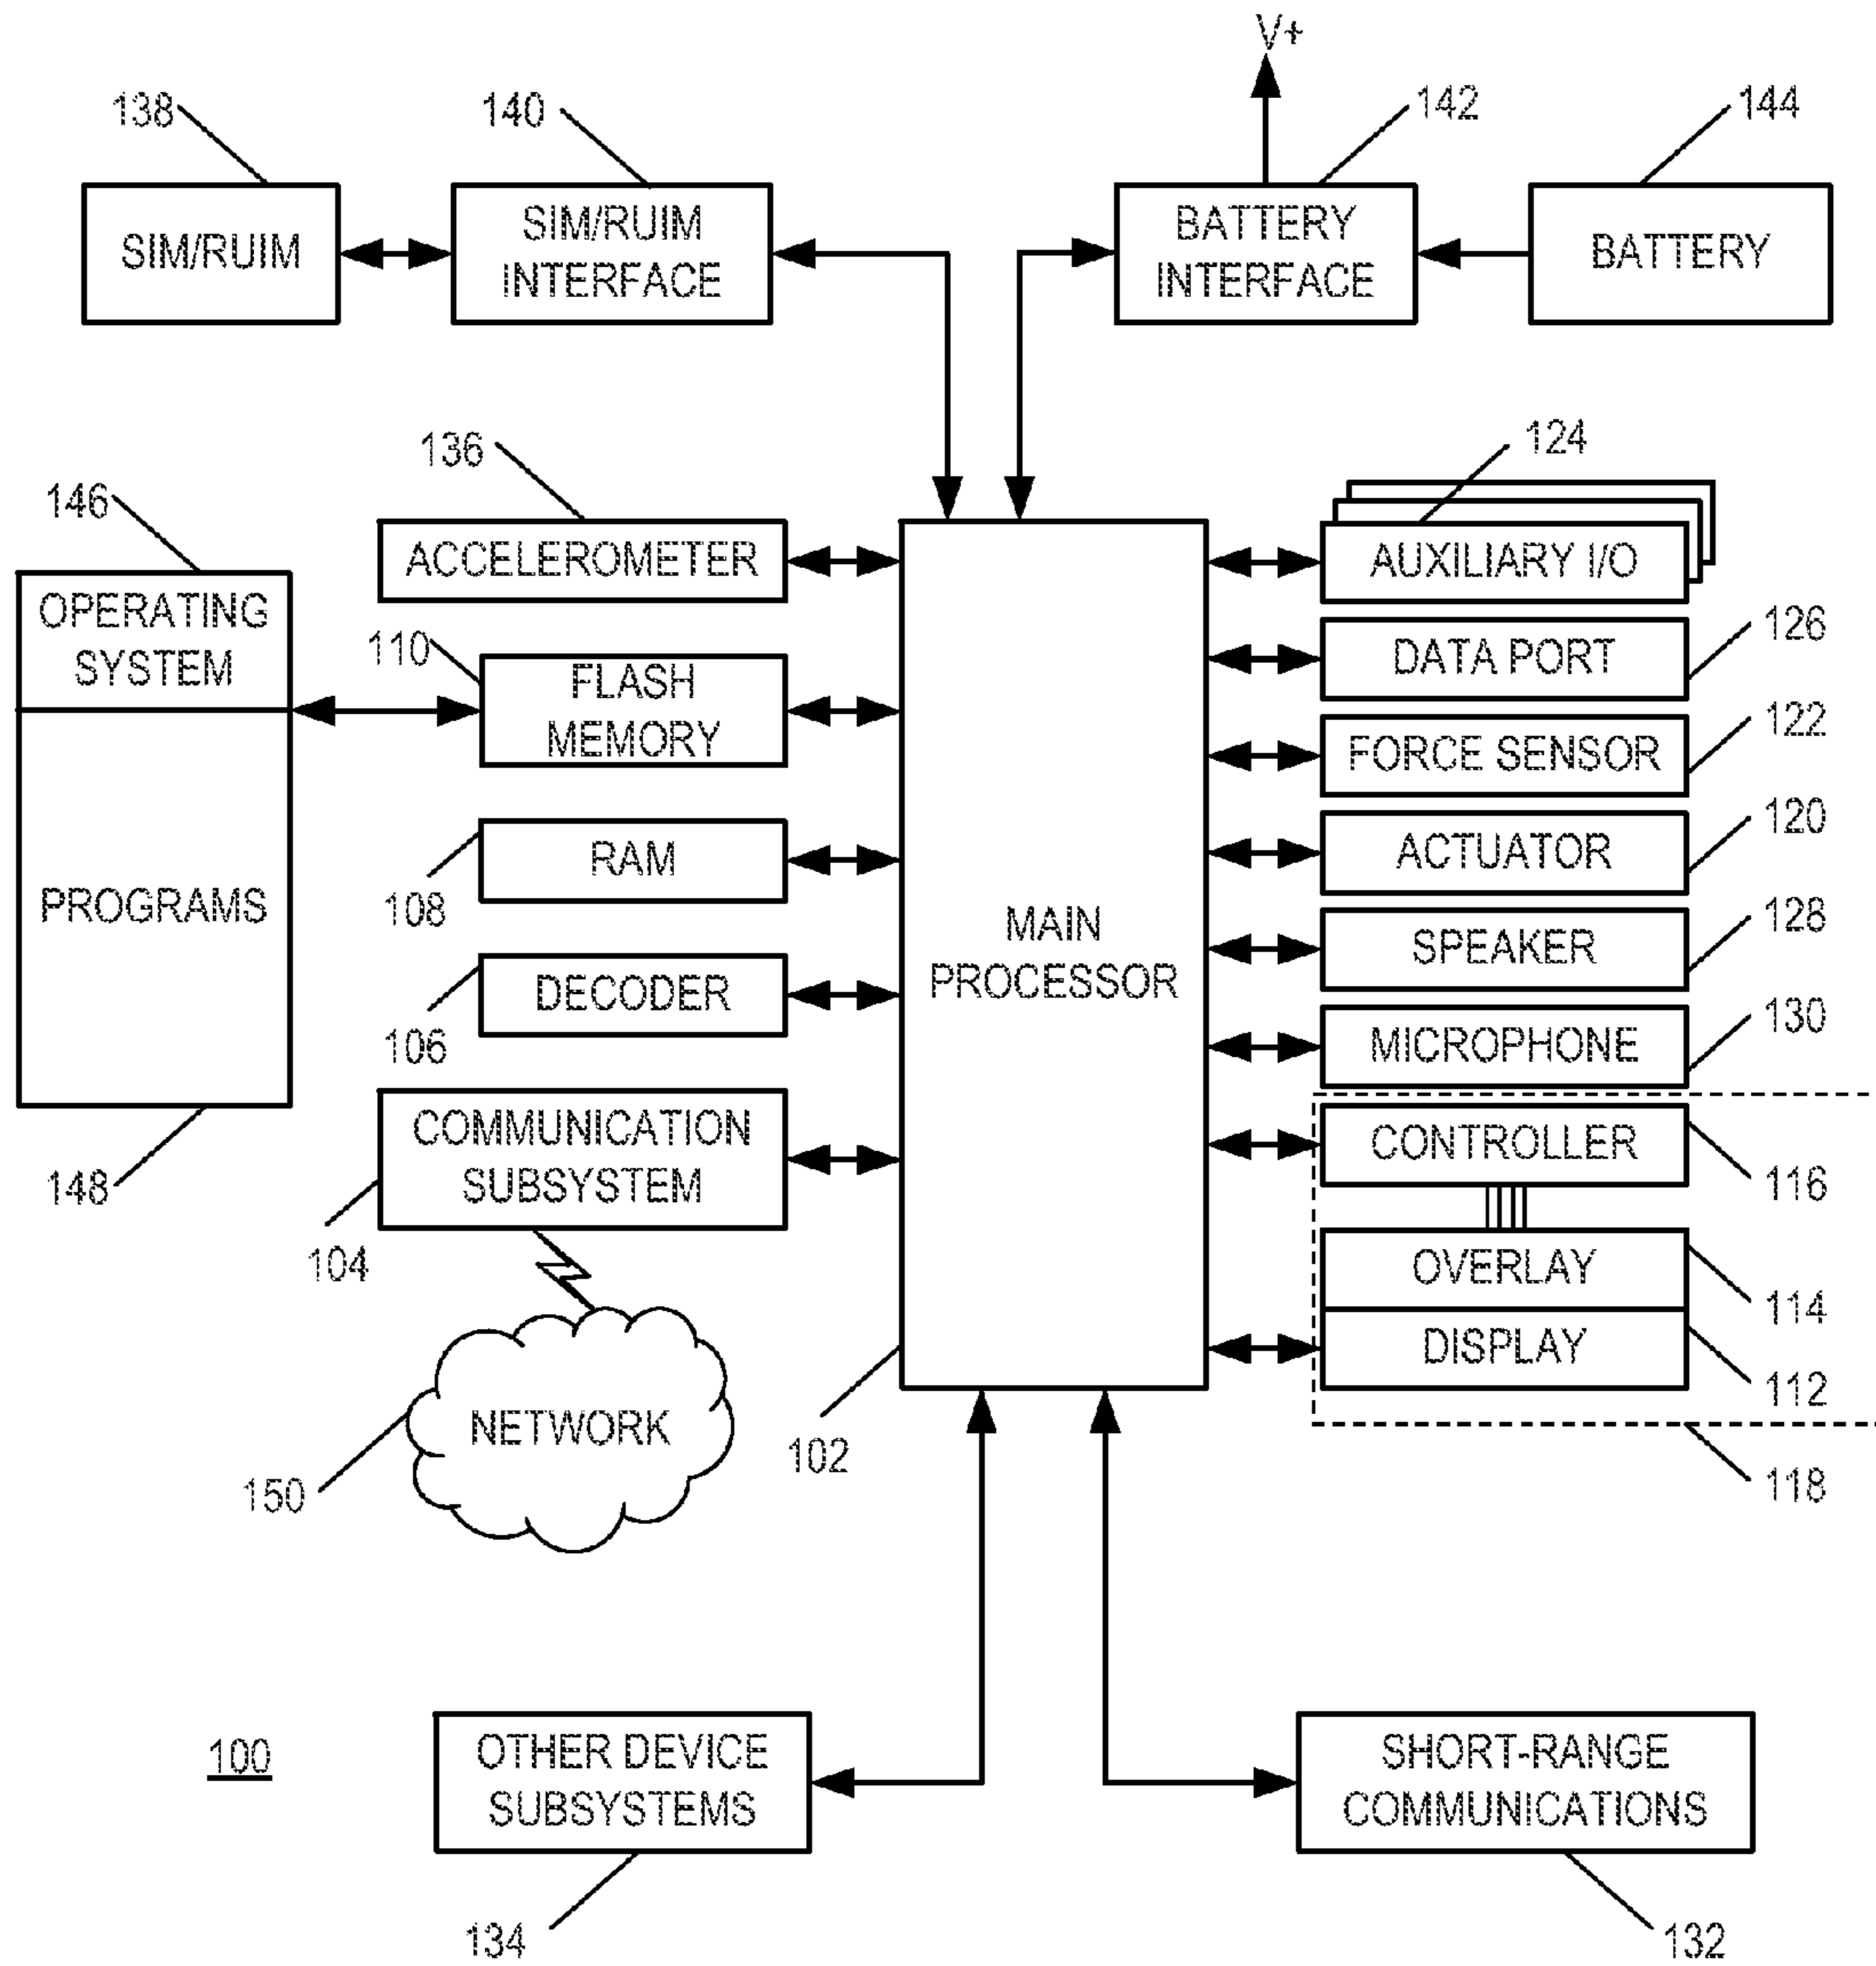 V+
138
140
142
144
SIM/RUIM
SIM/RUIM
INTERFACE
BATTERY
INTERFACE
BATTERY
136
124
146
ACCELEROMETER
AUXILIARY I/O
OPERATING
SYSTEM
110
FLASH
MEMORY
DATA PORT
126
FORCE SENSOR
122
PROGRAMS
RAM
108
ACTUATOR
120
MAIN
PROCESSOR
SPEAKER
128
DECODER
106
MICROPHONE
130
148
COMMUNICATION
SUBSYSTEM
104
CONTROLLER
116
OVERLAY
114
DISPLAY
112
NETWORK
150
102
118
100
OTHER DEVICE
SUBSYSTEMS
SHORT-RANGE
COMMUNICATIONS
134
132